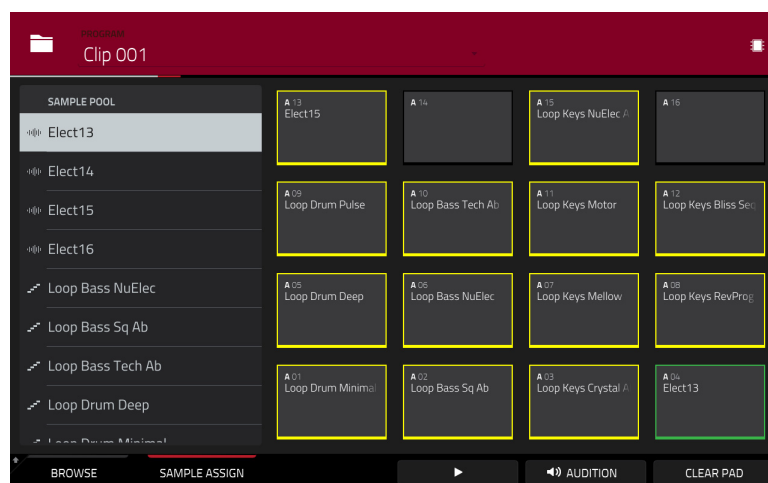 PROGRAM
Clip 001
SAMPLE POOL
Elect13
Elect14
Elect15
Elect16
Loop Bass NuElec
Loop Bass Sq Ab
Loop Bass Tech Ab
Loop Drum Deep
Loop Drum Minimal
A 13
Elect15
A 14
A 15
Loop Keys NuElec A
A 16
A 09
Loop Drum Pulse
A 10
Loop Bass Tech Ab
A 11
Loop Keys Motor
A 12
Loop Keys Bliss Seq
A 05
Loop Drum Deep
A 06
Loop Bass NuElec
A 07
Loop Keys Mellow
A 08
Loop Keys RevProg
A 01
Loop Drum Minimal
A 02
Loop Bass Sq Ab
A 03
Loop Keys Crystal A
A 04
Elect13
BROWSE
SAMPLE ASSIGN
AUDITION
CLEAR PAD